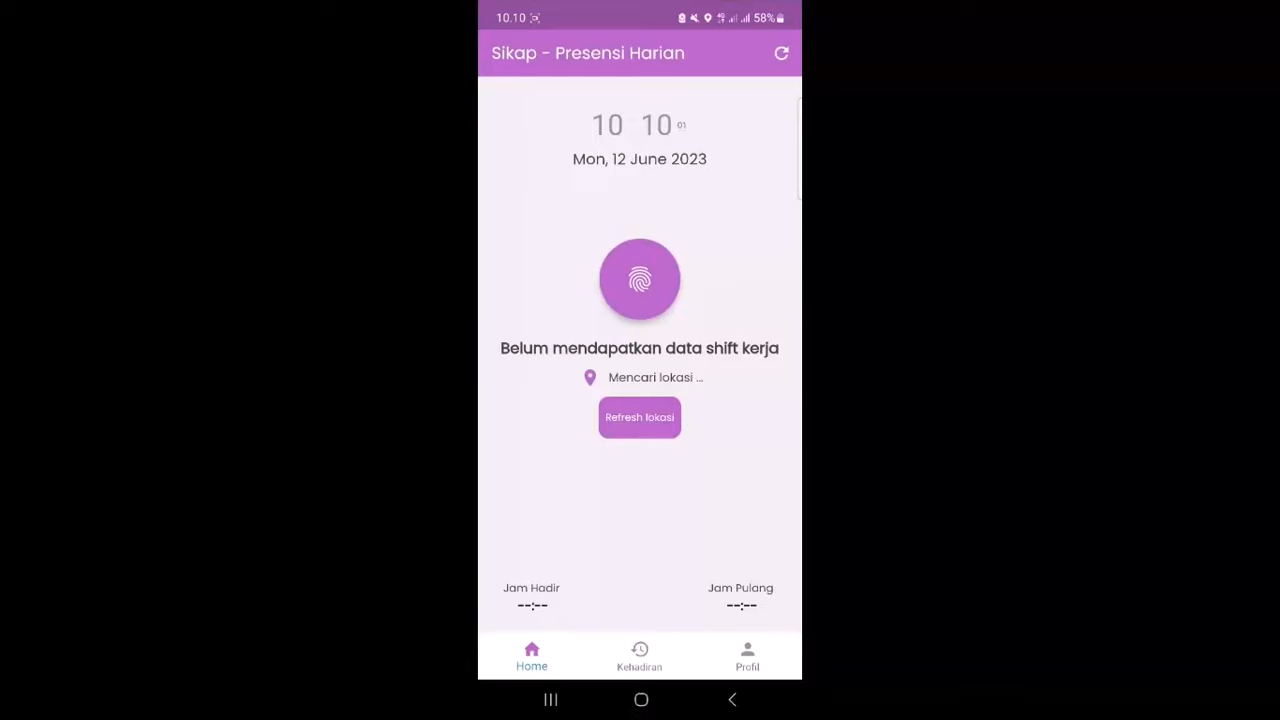 10.10 58%
Sikap - Presensi Harian
10 10 01
Mon, 12 June 2023
Belum mendapatkan data shift kerja
Mencari lokasi ...
Refresh lokasi
Jam Hadir Jam Pulang
--:-- --:--
Home Kehadiran Profil